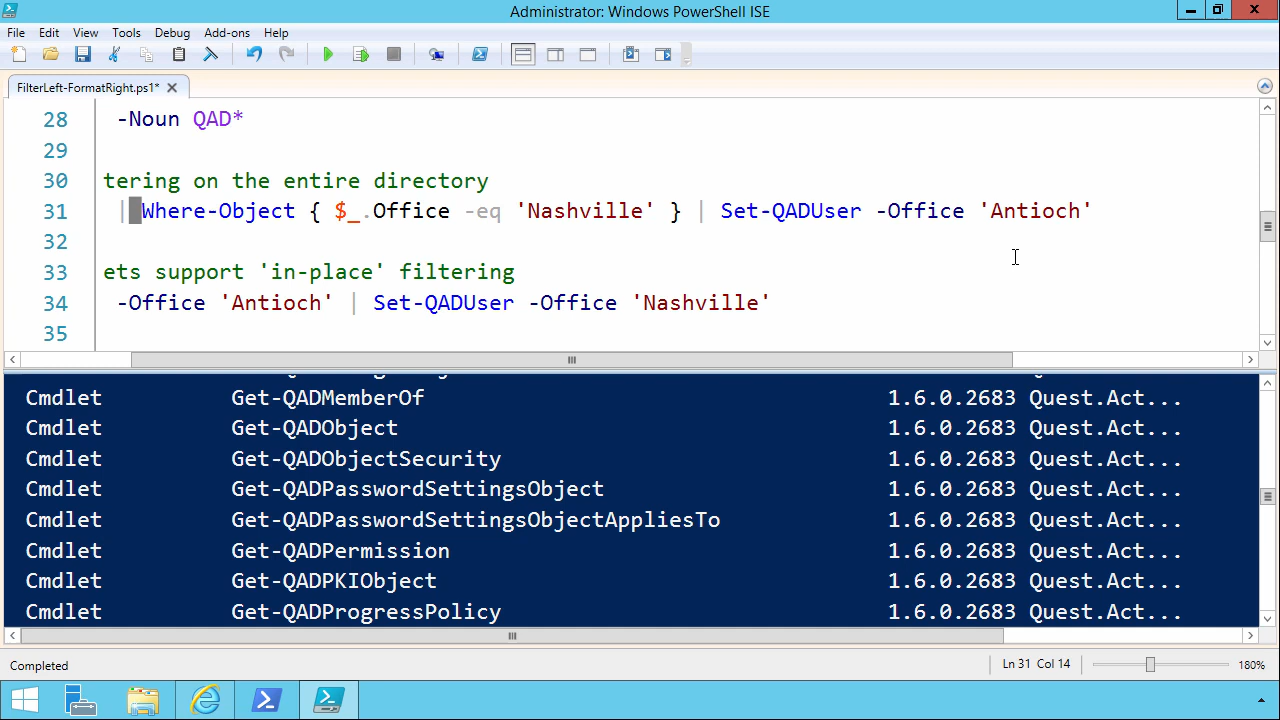 Administrator: Windows PowerShell ISE
File Edit View Tools Debug Add-ons Help
FilterLeft-FormatRight.ps1*
28 -Noun QAD*
29
30 tering on the entire directory
31 | Where-Object { $_.Office -eq 'Nashville' } | Set-QADUser -Office 'Antioch'
32
33 ets support 'in-place' filtering
34 -Office 'Antioch' | Set-QADUser -Office 'Nashville'
35
Cmdlet Get-QADMemberOf 1.6.0.2683 Quest.Act...
Cmdlet Get-QADObject 1.6.0.2683 Quest.Act...
Cmdlet Get-QADObjectSecurity 1.6.0.2683 Quest.Act...
Cmdlet Get-QADPasswordSettingsObject 1.6.0.2683 Quest.Act...
Cmdlet Get-QADPasswordSettingsObjectAppliesTo 1.6.0.2683 Quest.Act...
Cmdlet Get-QADPermission 1.6.0.2683 Quest.Act...
Cmdlet Get-QADPKIObject 1.6.0.2683 Quest.Act...
Cmdlet Get-QADProgressPolicy 1.6.0.2683 Quest.Act...
Completed Ln 31 Col 14 180%